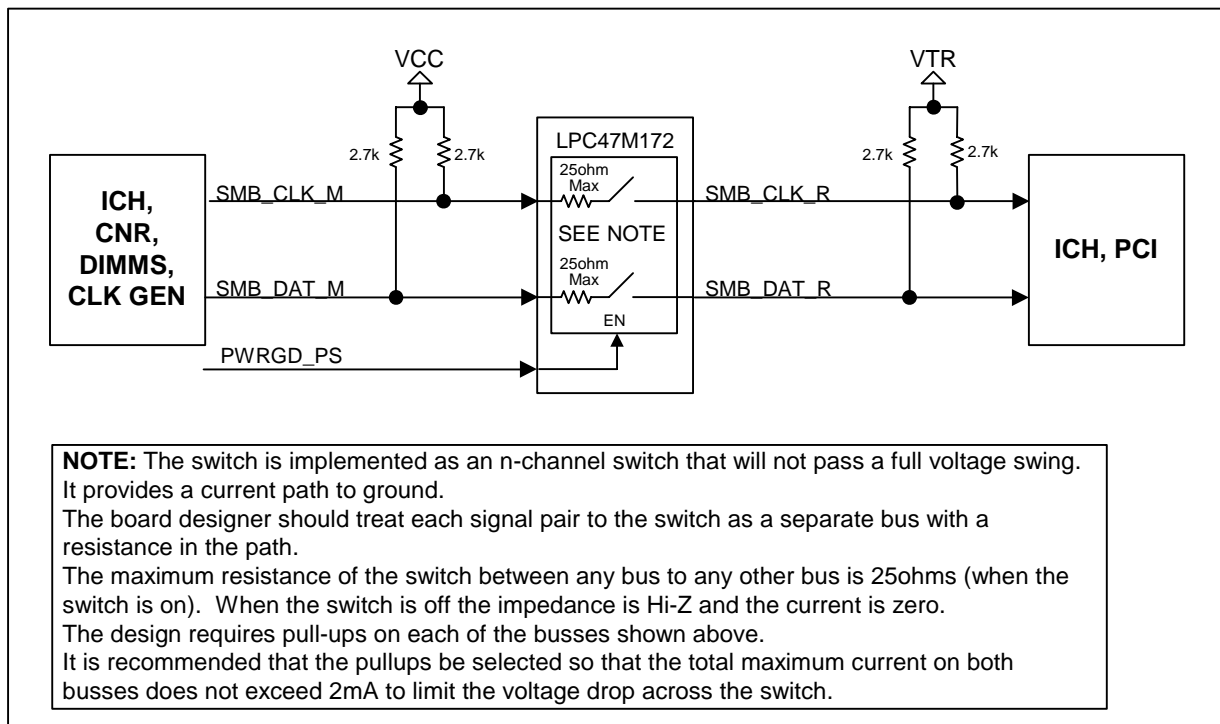 VCC
VTR
LPC47M172
2.7k
2.7k
2.7k
2.7k
25ohm
Max
ICH,
CNR,
DIMMS,
CLK GEN
SMB_CLK_M
SMB_CLK_R
SEE NOTE
ICH, PCI
25ohm
Max
SMB_DAT_M
SMB_DAT_R
EN
PWRGD_PS
NOTE: The switch is implemented as an n-channel switch that will not pass a full voltage swing.
It provides a current path to ground.
The board designer should treat each signal pair to the switch as a separate bus with a
resistance in the path.
The maximum resistance of the switch between any bus to any other bus is 25ohms (when the
switch is on). When the switch is off the impedance is Hi-Z and the current is zero.
The design requires pull-ups on each of the busses shown above.
It is recommended that the pullups be selected so that the total maximum current on both
busses does not exceed 2mA to limit the voltage drop across the switch.